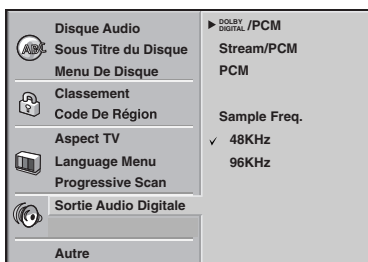 Disque Audio
Sous Titre du Disque
Menu De Disque
Classement
Code De Région
Aspect TV
Language Menu
Progressive Scan
Sortie Audio Digitale
Autre
DOLBY DIGITAL /PCM
Stream/PCM
PCM
Sample Freq.
48KHz
96KHz
ABC